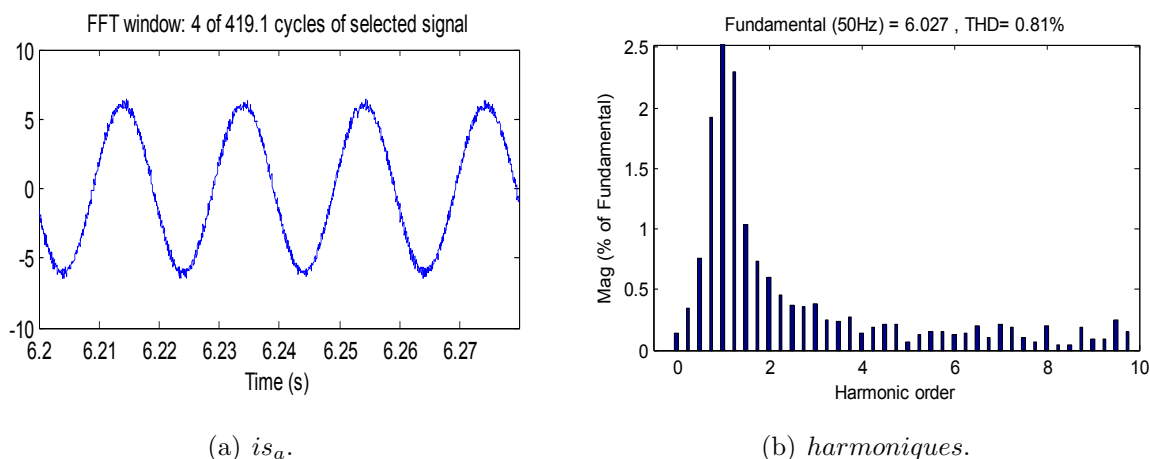 FFT window: 4 of 419.1 cycles of selected signal
10
5
0
-5
-10
6.2 6.21 6.22 6.23 6.24 6.25 6.26 6.27
Time (s)
(a) is_a.
Fundamental (50Hz) = 6.027 , THD= 0.81%
Mag (% of Fundamental)
2.5
2
1.5
1
0.5
0
0 2 4 6 8 10
Harmonic order
(b) harmoniques.